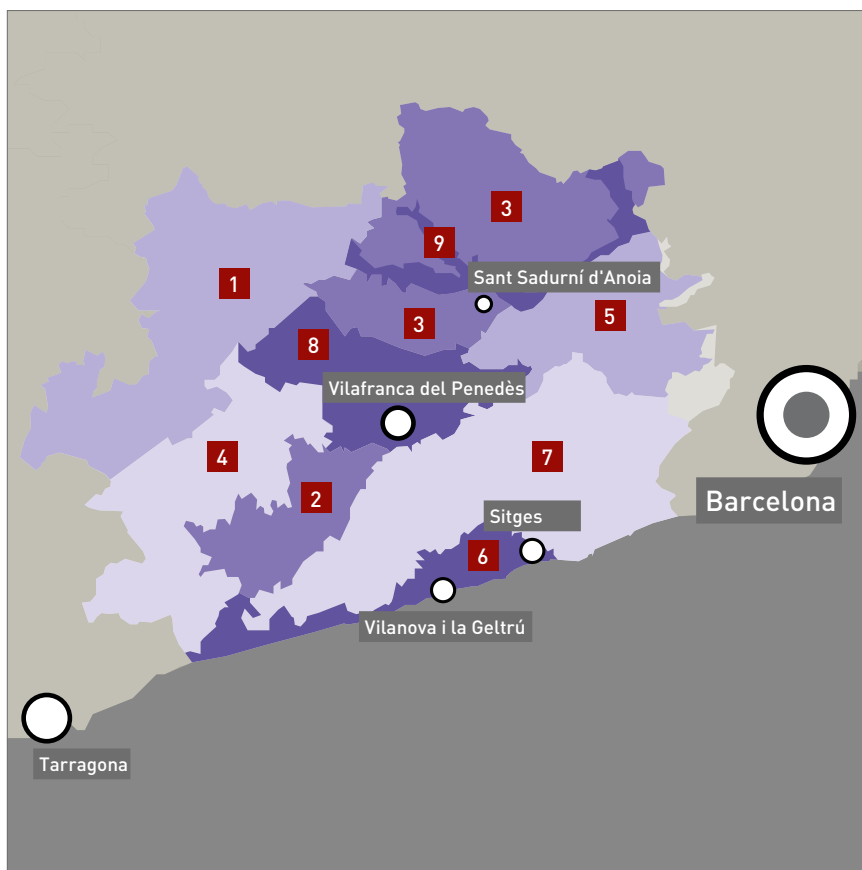 3
9
1
Sant Sadurní d'Anoia
3
5
8
Vilafranca del Penedès
4
7
2
Barcelona
Sitges
6
Vilanova i la Geltrú
Tarragona